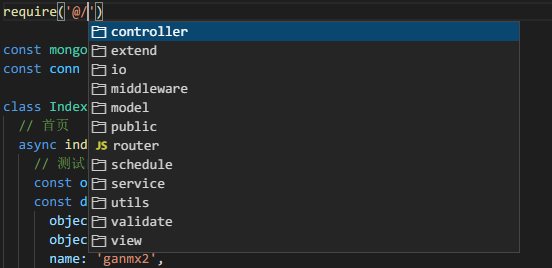 require('@/')
controller
extend
const mongo
io
const conn
middleware
model
class Index
public
// 首页
JS router
async ind
schedule
// 测试
service
const o
utils
const d
validate
objec
view
objec
name: 'ganmx2',